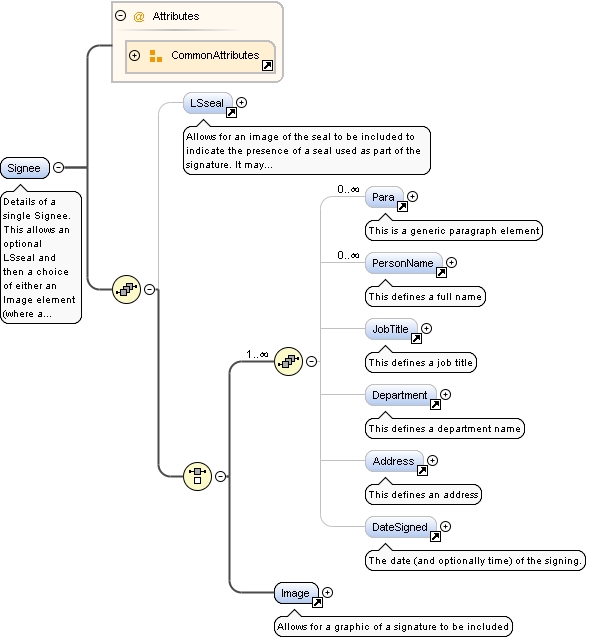 Attributes
CommonAttributes
LSseal
Allows for an image of the seal to be included to
indicate the presence of a seal used as part of the
signature. It may...
Signee
Details of a
single Signee.
This allows an
optional
LSseal and
then a choice
of either an
Image element
(where a...
0..∞
Para
This is a generic paragraph element
0..∞
PersonName
This defines a full name
JobTitle
This defines a job title
1..∞
Department
This defines a department name
Address
This defines an address
DateSigned
The date (and optionally time) of the signing.
Image
Allows for a graphic of a signature to be included